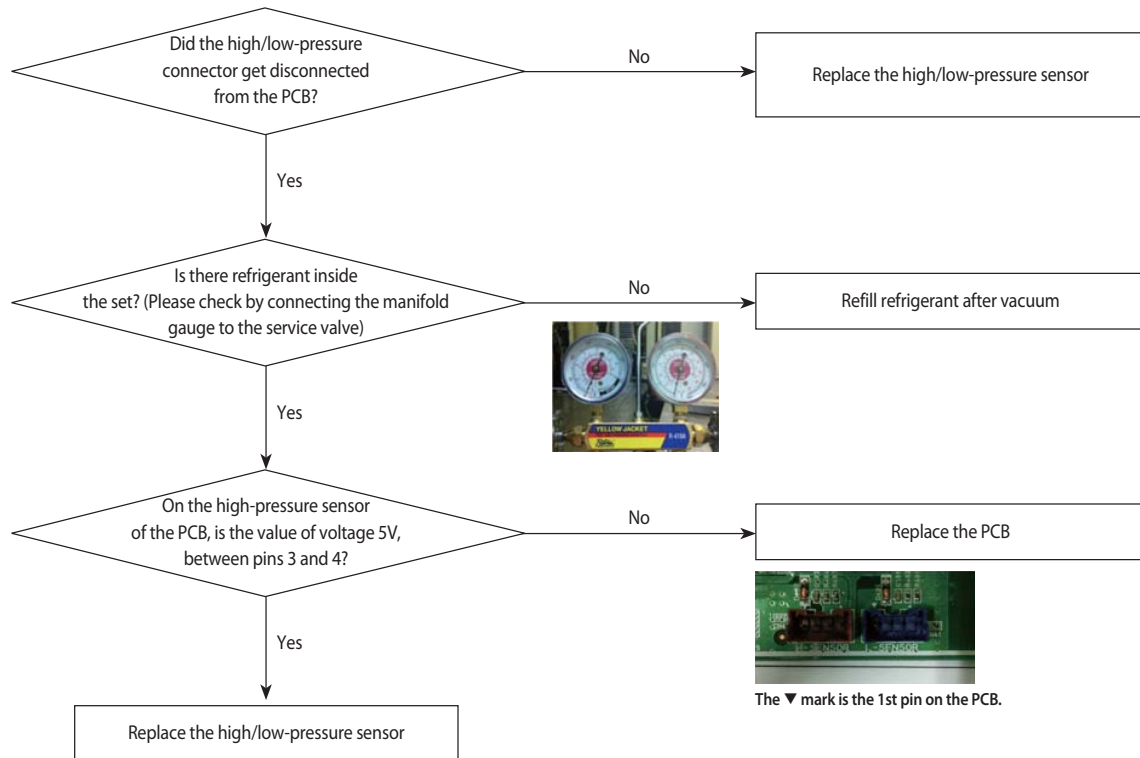 Did the high/low-pressure
connector get disconnected
from the PCB?
No
Replace the high/low-pressure sensor
Yes
Is there refrigerant inside
the set? (Please check by connecting the manifold
gauge to the service valve)
No
Refill refrigerant after vacuum
YELLOW JACKET
R-410A
Yes
On the high-pressure sensor
of the PCB, is the value of voltage 5V,
between pins 3 and 4?
No
Replace the PCB
H-SENSOR L-SENSOR
The ▼ mark is the 1st pin on the PCB.
Yes
Replace the high/low-pressure sensor